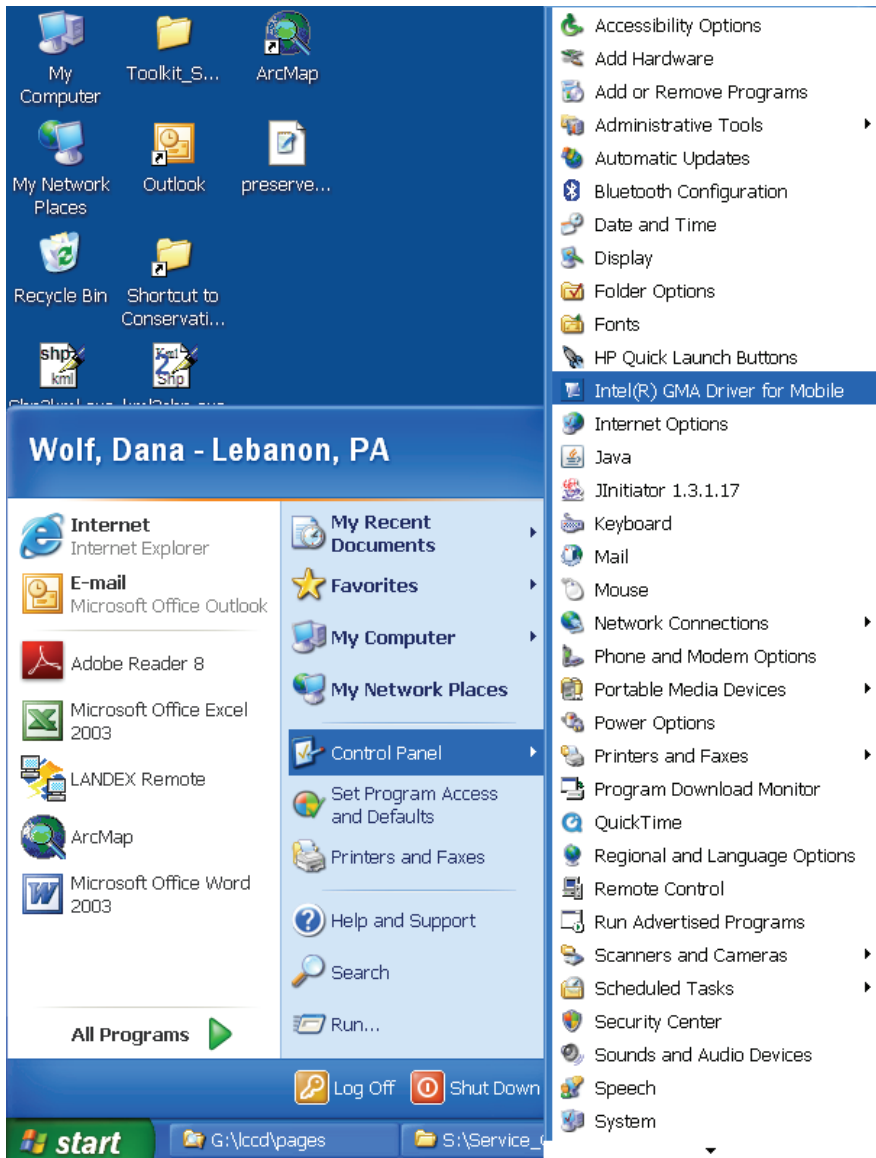 My
Computer
Toolkit_S...
ArcMap
My Network
Places
Outlook
preserve...
Recycle Bin
Shortcut to
Conservati...
shp
kml
Kml
2
Shp
Wolf, Dana - Lebanon, PA
Internet
Internet Explorer
E-mail
Microsoft Office Outlook
Adobe Reader 8
Microsoft Office Excel
2003
LANDEX Remote
ArcMap
Microsoft Office Word
2003
All Programs
My Recent
Documents
Favorites
My Computer
My Network Places
Control Panel
Set Program Access
and Defaults
Printers and Faxes
Help and Support
Search
Run...
Log Off
Shut Down
start
G:\lccd\pages
S:\Service_
Accessibility Options
Add Hardware
Add or Remove Programs
Administrative Tools
Automatic Updates
Bluetooth Configuration
Date and Time
Display
Folder Options
Fonts
HP Quick Launch Buttons
Intel(R) GMA Driver for Mobile
Internet Options
Java
JInitiator 1.3.1.17
Keyboard
Mail
Mouse
Network Connections
Phone and Modem Options
Portable Media Devices
Power Options
Printers and Faxes
Program Download Monitor
QuickTime
Regional and Language Options
Remote Control
Run Advertised Programs
Scanners and Cameras
Scheduled Tasks
Security Center
Sounds and Audio Devices
Speech
System